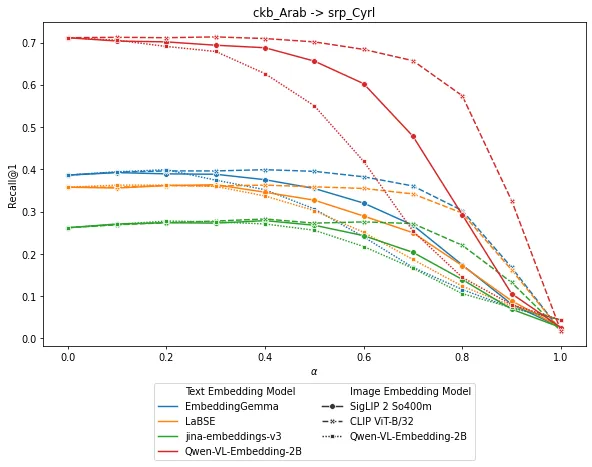 ckb_Arab -> srp_Cyrl
Recall@1
0.7
0.6
0.5
0.4
0.3
0.2
0.1
0.0
0.0 0.2 0.4 0.6 0.8 1.0
α
Text Embedding Model
EmbeddingGemma
LaBSE
jina-embeddings-v3
Qwen-VL-Embedding-2B
Image Embedding Model
SigLIP 2 So400m
CLIP ViT-B/32
Qwen-VL-Embedding-2B